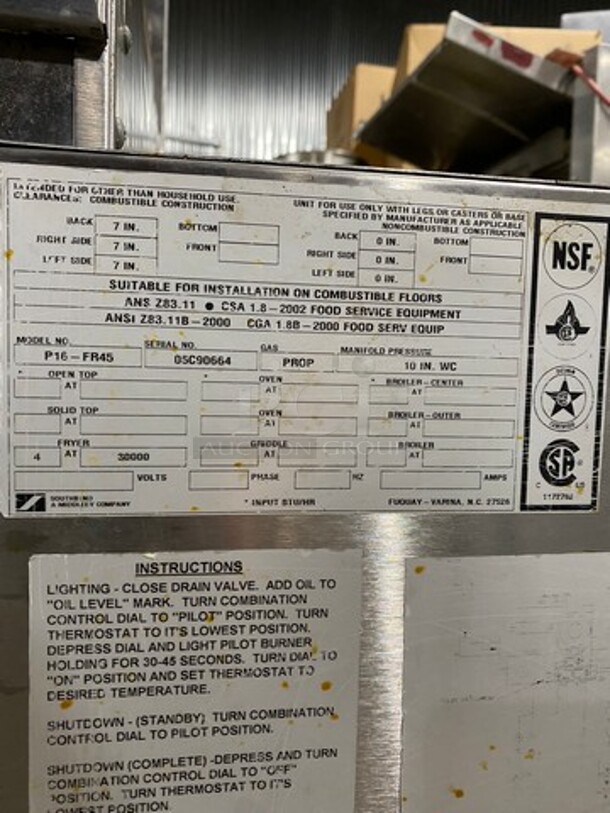 INTENDED FOR OTHER THAN HOUSEHOLD USE.
CLEARANCES: COMBUSTIBLE CONSTRUCTION
UNIT FOR USE ONLY WITH LEGS OR CASTERS OR BASE
SPECIFIED BY MANUFACTURER AS APPLICABLE.
NONCOMBUSTIBLE CONSTRUCTION
BACK 7 IN. BOTTOM
RIGHT SIDE 7 IN. FRONT
LEFT SIDE 7 IN.
BACK 0 IN. BOTTOM
RIGHT SIDE 0 IN. FRONT
LEFT SIDE 0 IN.
SUITABLE FOR INSTALLATION ON COMBUSTIBLE FLOORS
ANS Z83.11 ● CSA 1.8-2002 FOOD SERVICE EQUIPMENT
ANSI Z83.11B-2000 CGA 1.8B-2000 FOOD SERV EQUIP
MODEL NO. SERIAL NO. GAS MANIFOLD PRESSURE
P16-FR45 05C90664 PROP 10 IN. WC
* OPEN TOP * OVEN * BROILER-CENTER
AT AT AT
SOLID TOP OVEN BROILER-OUTER
AT AT AT
FRYER GRIDDLE BROILER
4 AT 30000 AT AT
VOLTS PHASE HZ AMPS
SOUTHBEND
A MIDDLEBY COMPANY
* INPUT BTU/HR
FUQUAY-VARINA, N.C. 27526
NSF
CSA
C US
AUCTION GROUP
INSTRUCTIONS
LIGHTING - CLOSE DRAIN VALVE. ADD OIL TO
"OIL LEVEL" MARK. TURN COMBINATION
CONTROL DIAL TO "PILOT" POSITION. TURN
THERMOSTAT TO IT'S LOWEST POSITION.
DEPRESS DIAL AND LIGHT PILOT BURNER
HOLDING FOR 30-45 SECONDS. TURN DIAL TO
"ON" POSITION AND SET THERMOSTAT TO
DESIRED TEMPERATURE.
SHUTDOWN - (STANDBY) TURN COMBINATION
CONTROL DIAL TO PILOT POSITION.
SHUTDOWN (COMPLETE) -DEPRESS AND TURN
COMBINATION CONTROL DIAL TO "OFF"
POSITION. TURN THERMOSTAT TO IT'S
LOWEST POSITION.